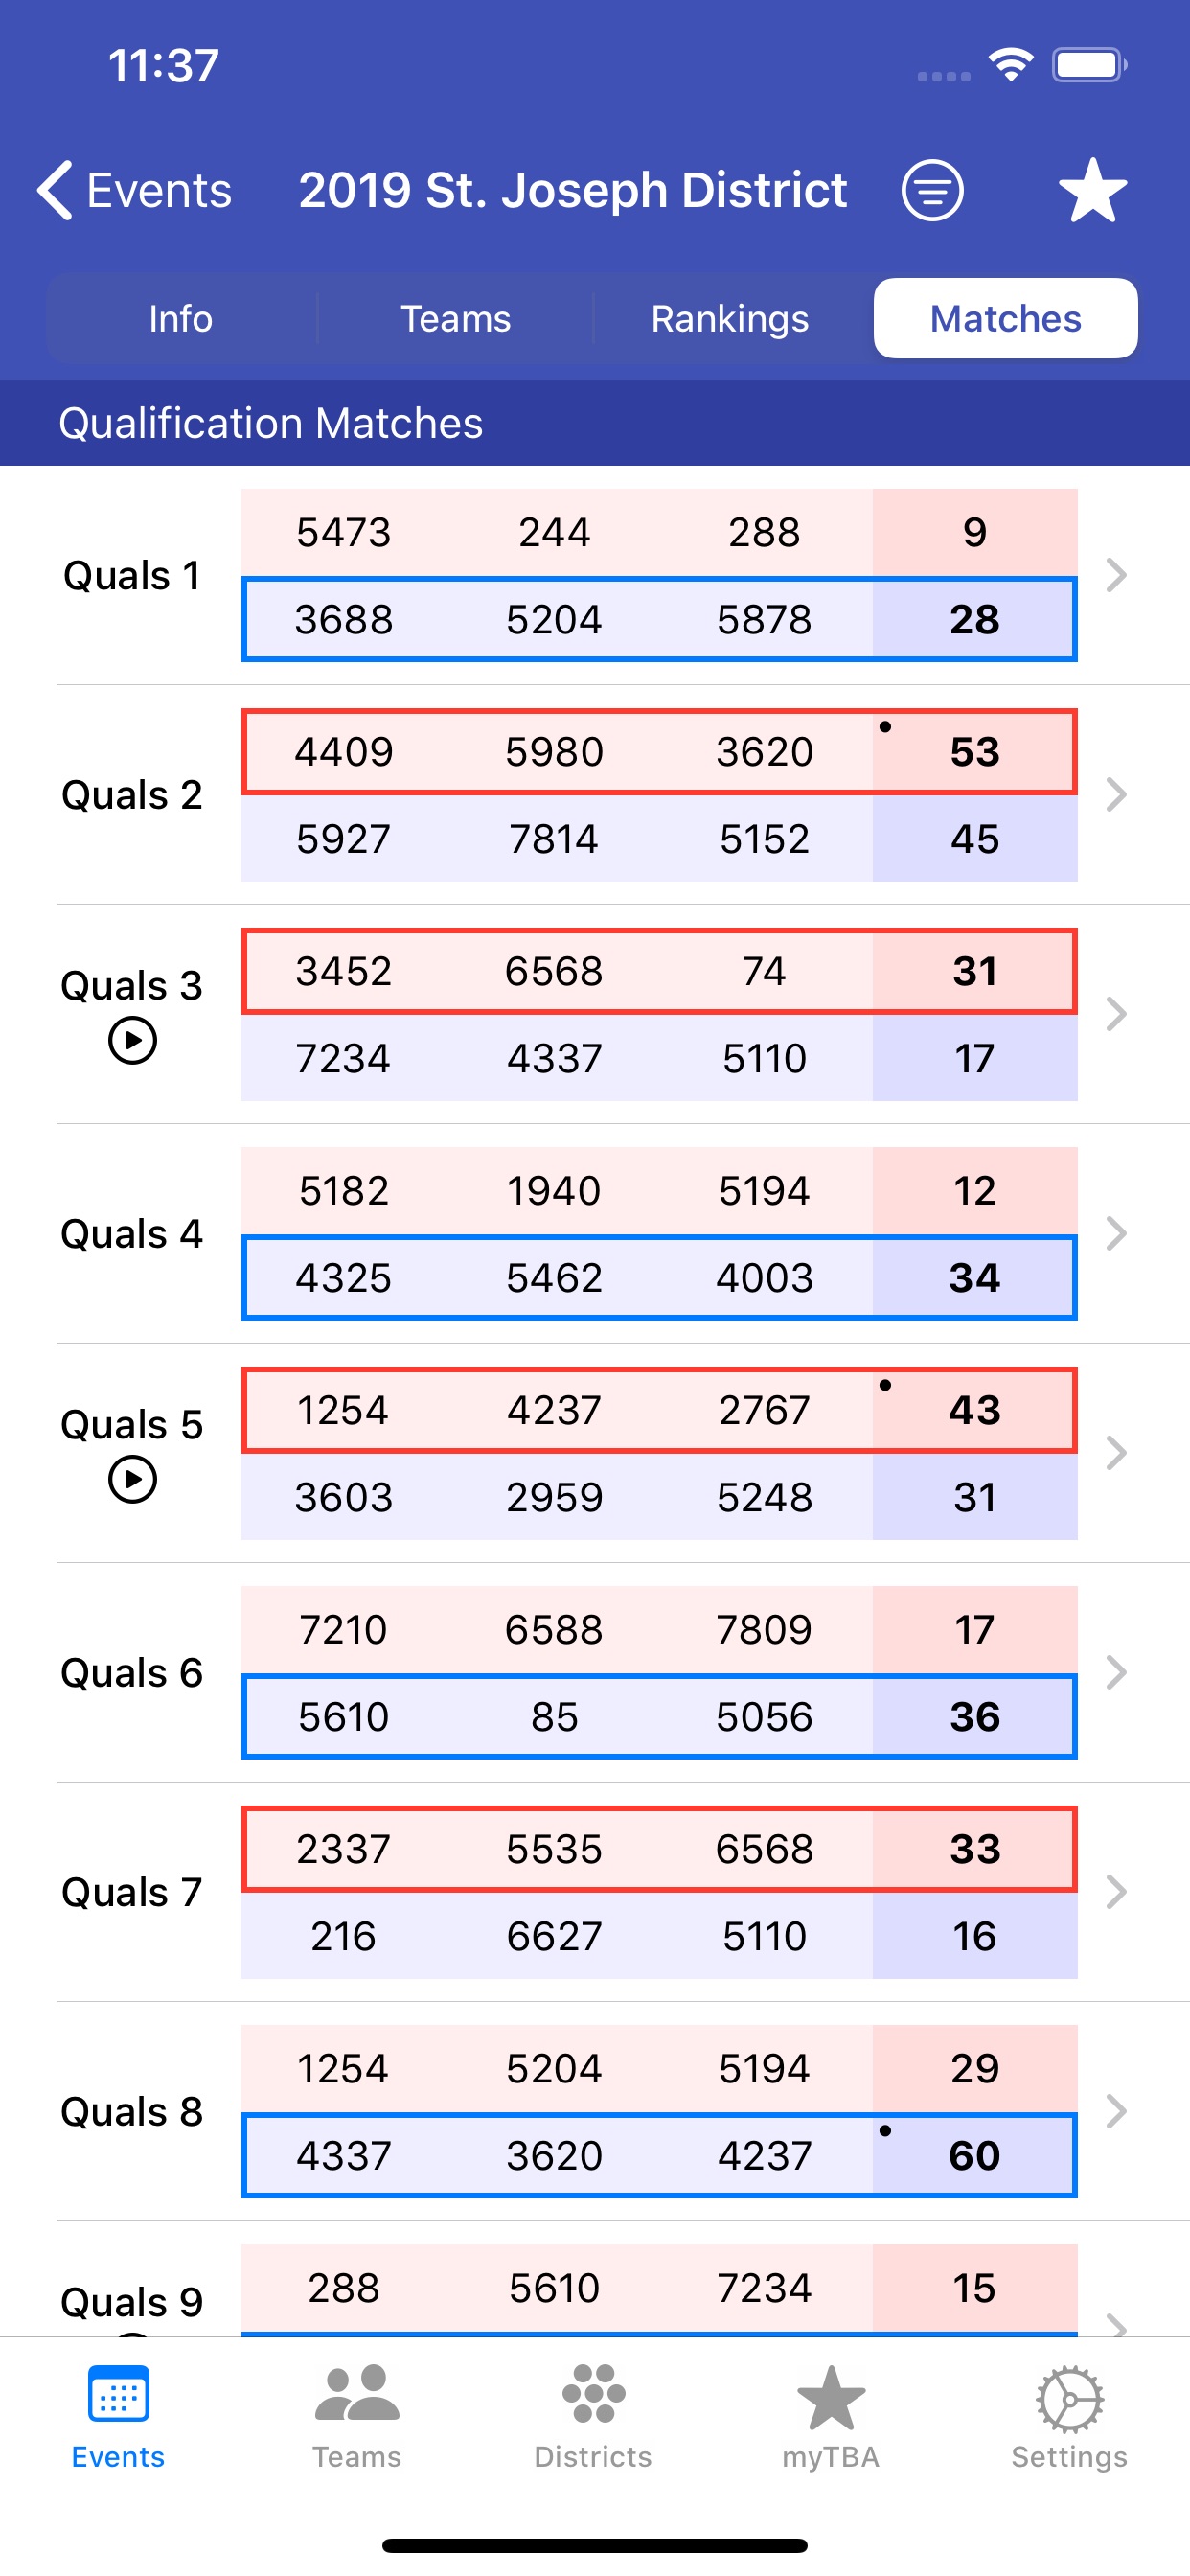 11:37
Events 2019 St. Joseph District
Info Teams Rankings Matches
Qualification Matches
Quals 1
5473 244 288 9
3688 5204 5878 28
Quals 2
4409 5980 3620 53
5927 7814 5152 45
Quals 3
3452 6568 74 31
7234 4337 5110 17
Quals 4
5182 1940 5194 12
4325 5462 4003 34
Quals 5
1254 4237 2767 43
3603 2959 5248 31
Quals 6
7210 6588 7809 17
5610 85 5056 36
Quals 7
2337 5535 6568 33
216 6627 5110 16
Quals 8
1254 5204 5194 29
4337 3620 4237 60
Quals 9
288 5610 7234 15
Events Teams Districts myTBA Settings